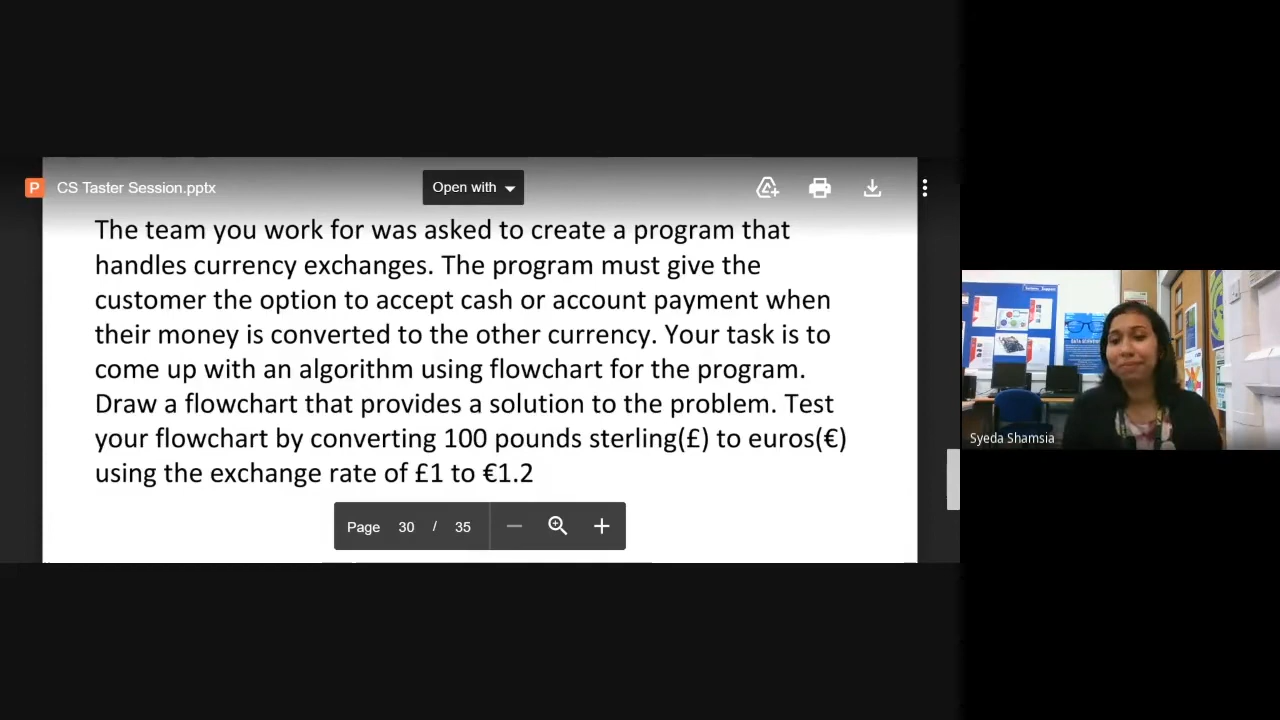 P CS Taster Session.pptx
Open with
The team you work for was asked to create a program that
handles currency exchanges. The program must give the
customer the option to accept cash or account payment when
their money is converted to the other currency. Your task is to
come up with an algorithm using flowchart for the program.
Draw a flowchart that provides a solution to the problem. Test
your flowchart by converting 100 pounds sterling(£) to euros(€)
using the exchange rate of £1 to €1.2
Page 30 / 35
Syeda Shamsia